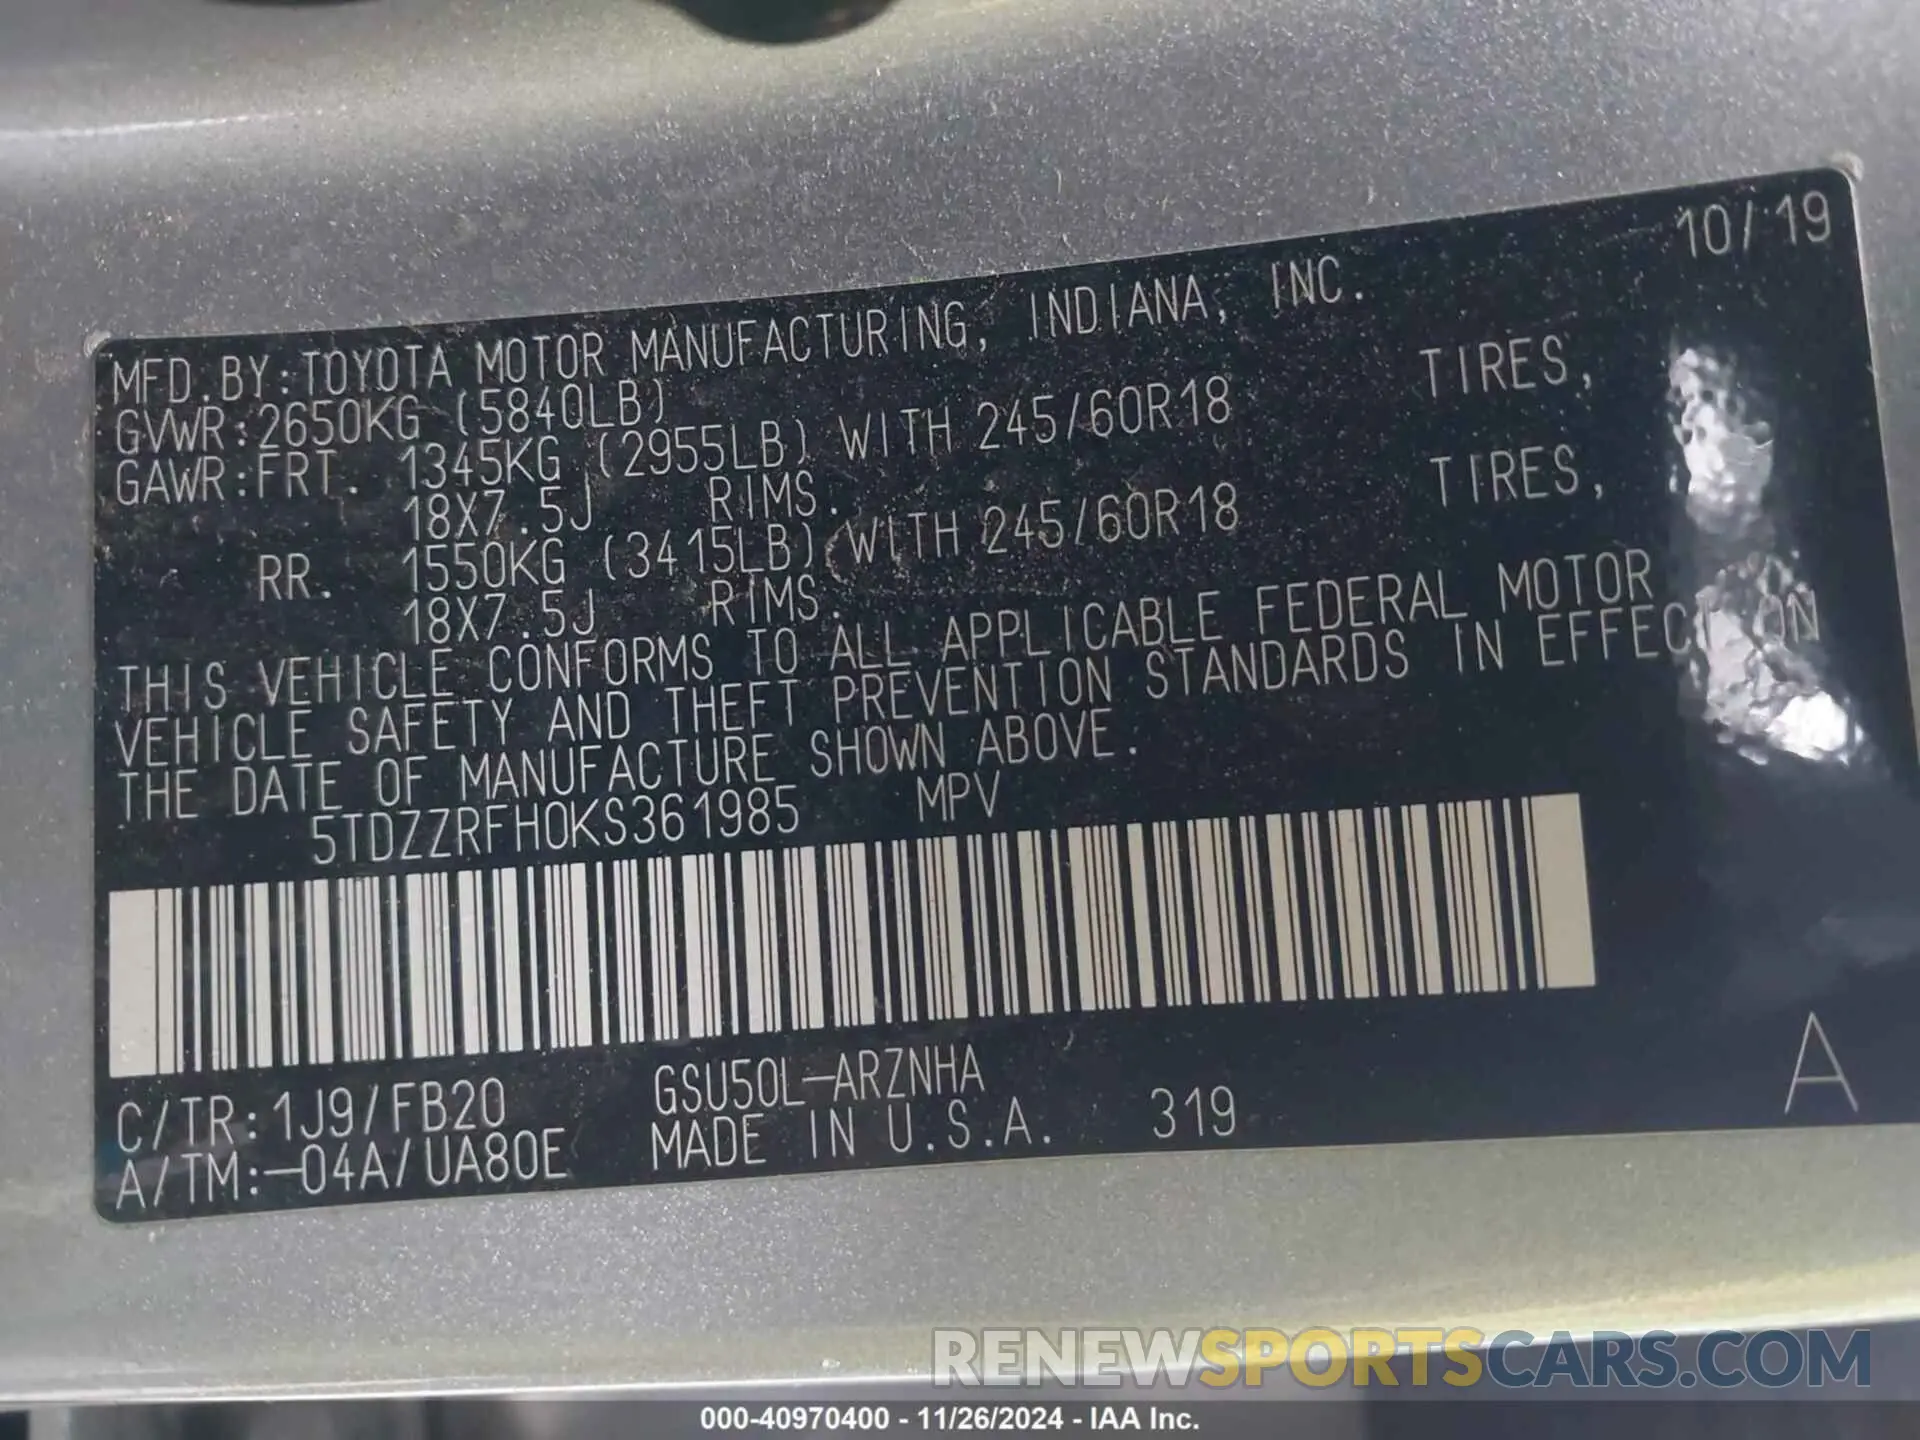 10/19
MFD.BY:TOYOTA MOTOR MANUFACTURING, INDIANA, INC.
GVWR:2650KG (5840LB)
GAWR:FRT. 1345KG (2955LB) WITH 245/60R18 TIRES,
18X7.5J RIMS.
RR. 1550KG (3415LB) WITH 245/60R18 TIRES,
18X7.5J RIMS.
THIS VEHICLE CONFORMS TO ALL APPLICABLE FEDERAL MOTOR
VEHICLE SAFETY AND THEFT PREVENTION STANDARDS IN EFFECT ON
THE DATE OF MANUFACTURE SHOWN ABOVE.
5TDZZRFH0KS361985 MPV
C/TR:1J9/FB20 GSU50L-ARZNHA
A/TM:-04A/UA80E MADE IN U.S.A. 319 A
RENEWSPORTSCARS.COM
000-40970400 - 11/26/2024 - IAA Inc.